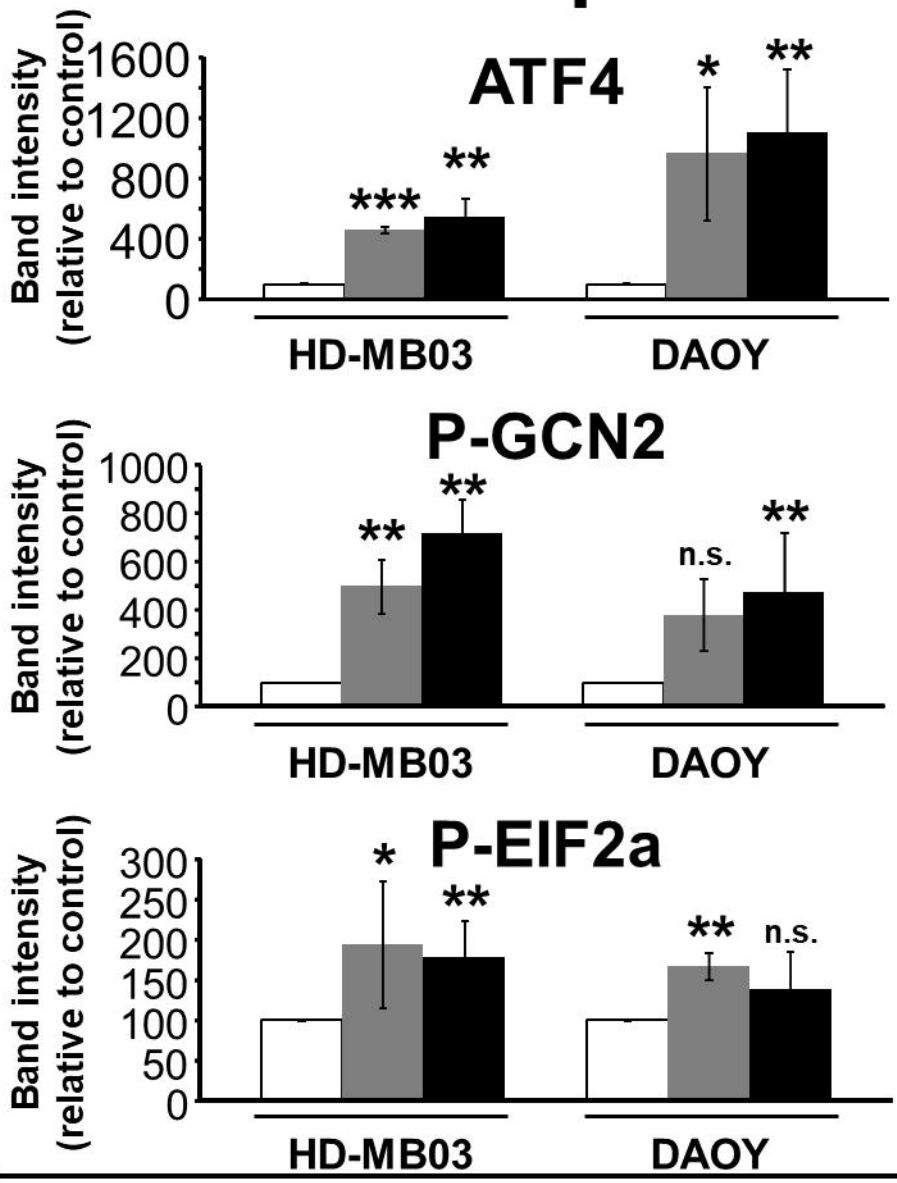 ATF4
Band intensity
(relative to control)
1600
1200
800
400
0
***
**
*
**
HD-MB03
DAOY
P-GCN2
Band intensity
(relative to control)
1000
800
600
400
200
0
**
**
n.s.
**
HD-MB03
DAOY
P-EIF2a
Band intensity
(relative to control)
300
250
200
150
100
50
0
*
**
**
n.s.
HD-MB03
DAOY